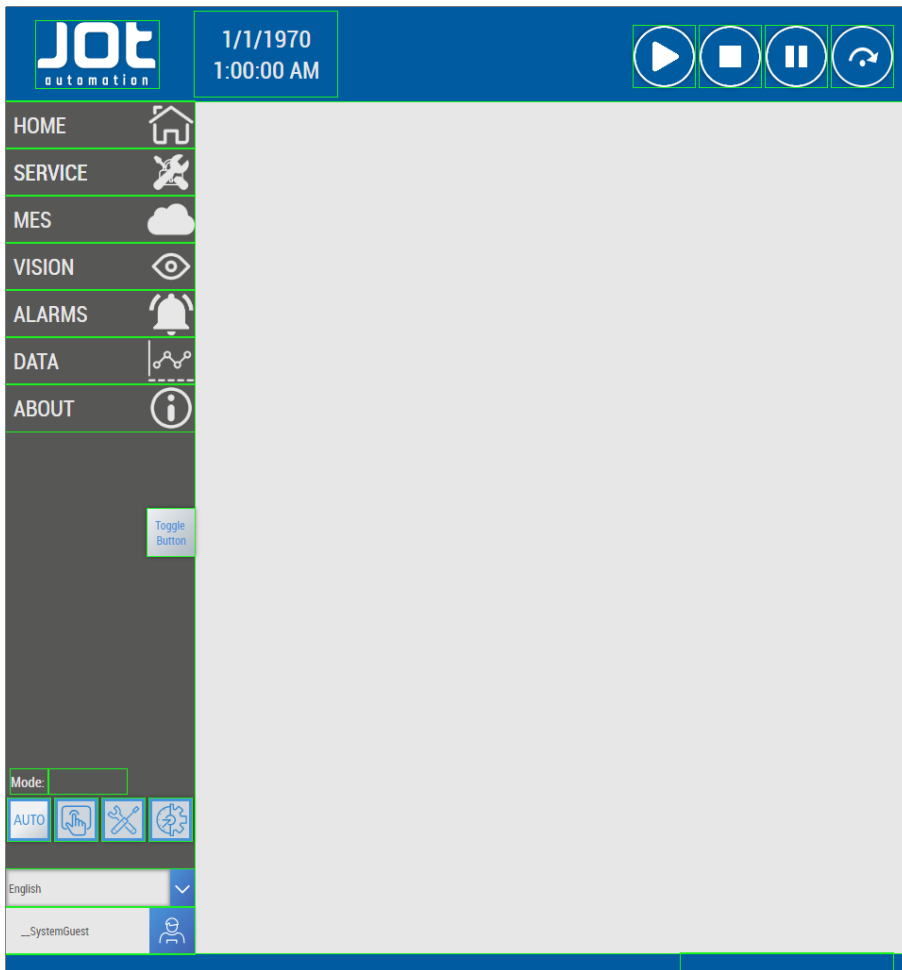 JOt
automation
1/1/1970
1:00:00 AM
HOME
SERVICE
MES
VISION
ALARMS
DATA
ABOUT
Toggle
Button
Mode:
AUTO
English
__SystemGuest